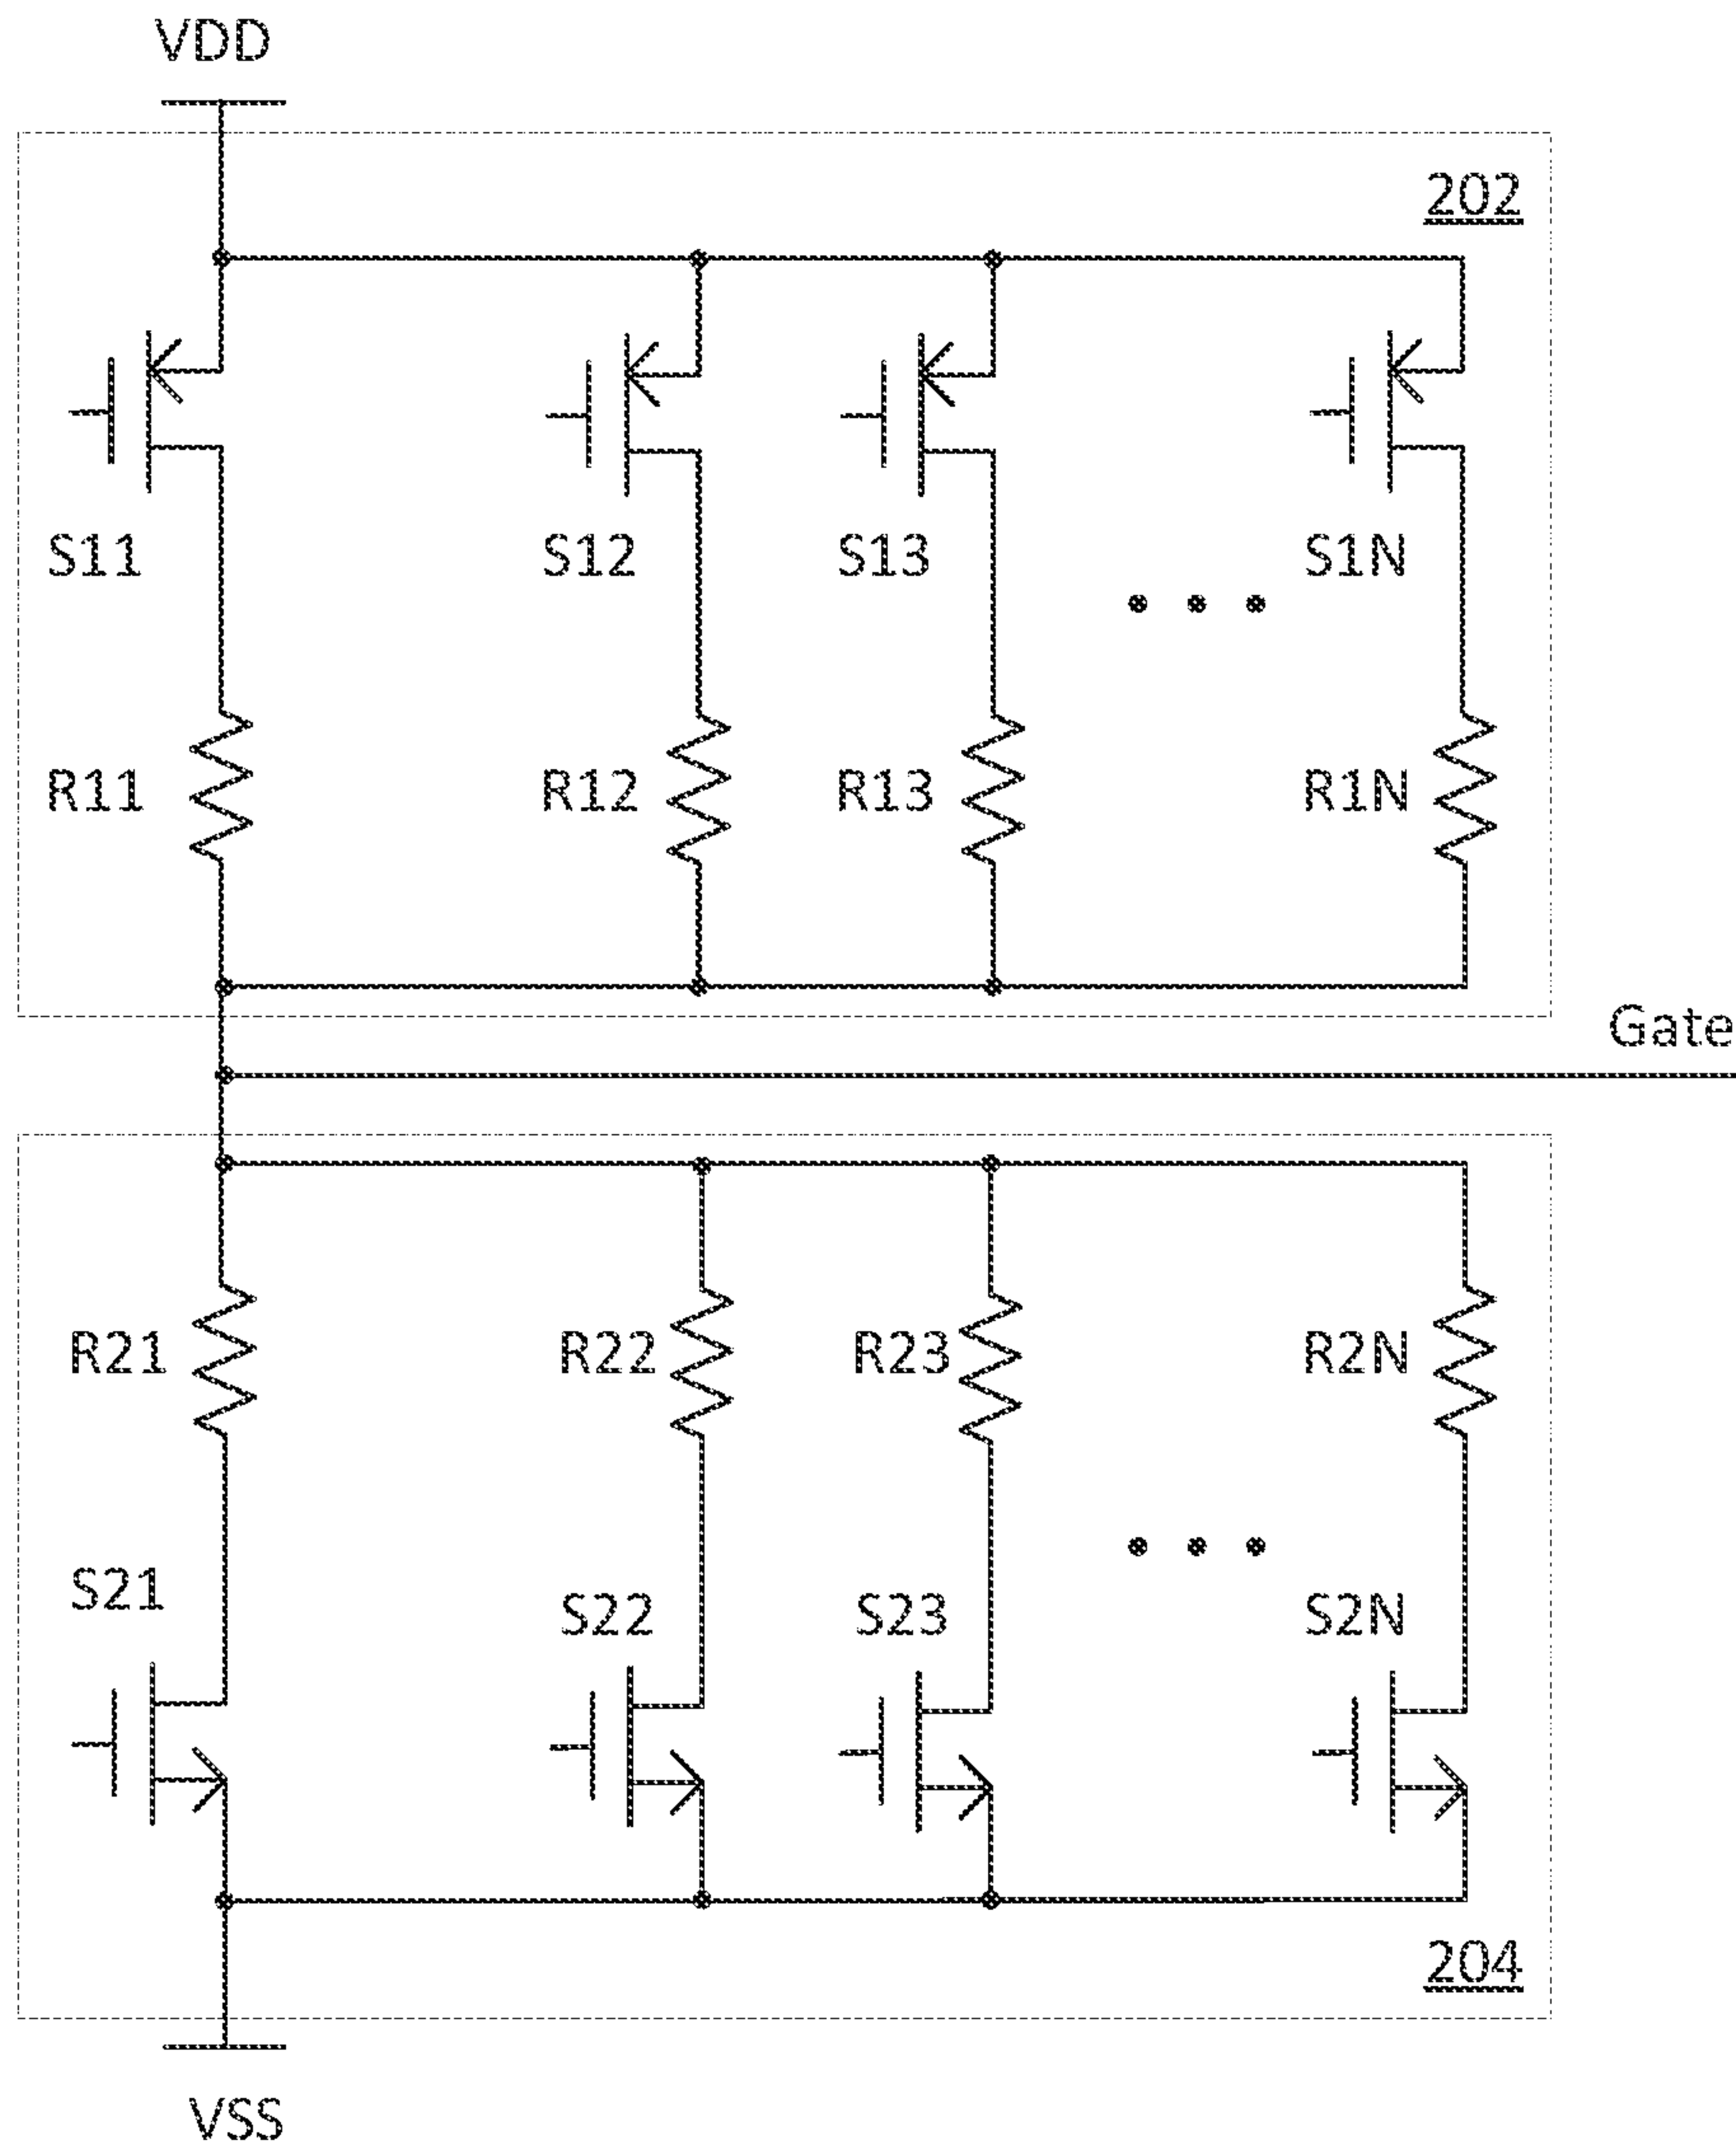 VDD
202
S11 S12 S13 S1N
R11 R12 R13 R1N
Gate
R21 R22 R23 R2N
S21 S22 S23 S2N
204
VSS